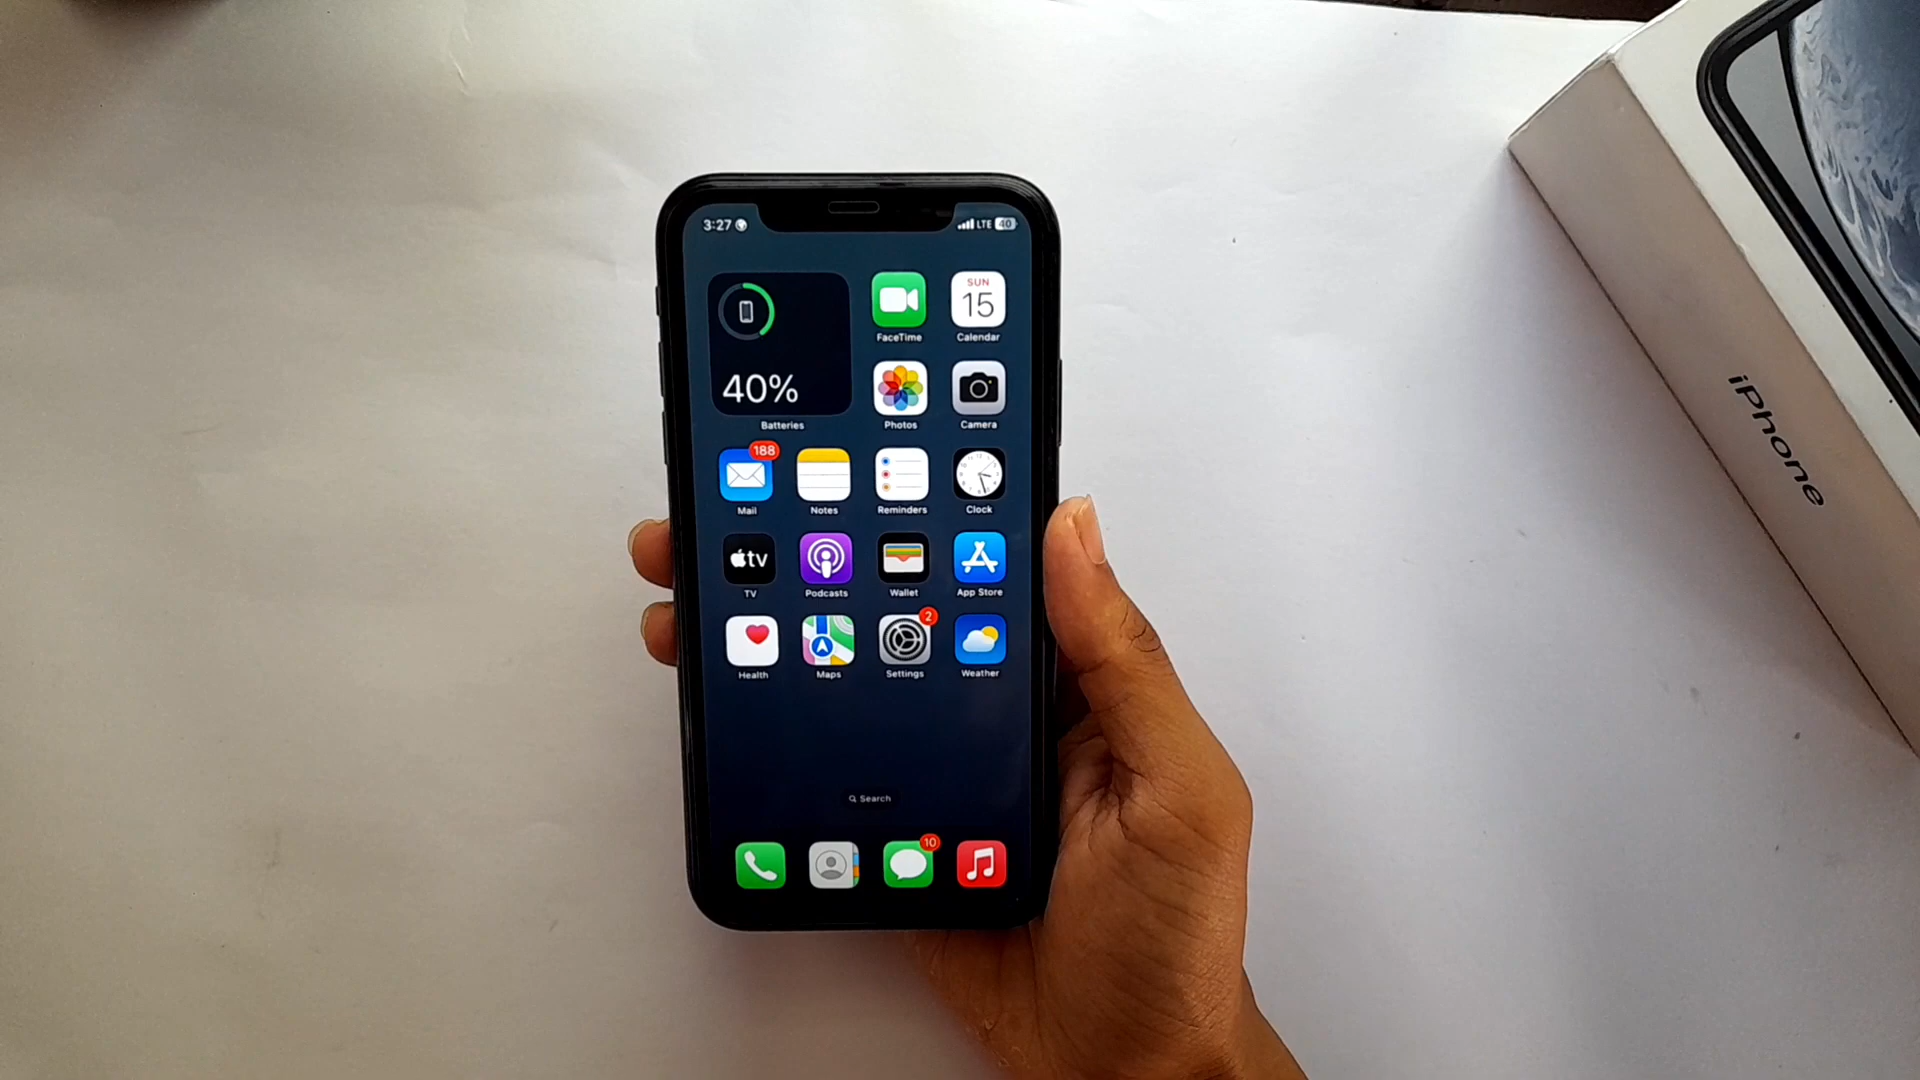 3:27
LTE 40
SUN
15
FaceTime
Calendar
40%
Batteries
Photos
Camera
188
Mail
Notes
Reminders
Clock
tv
TV
Podcasts
Wallet
App Store
2
Health
Maps
Settings
Weather
Search
10
iPhone